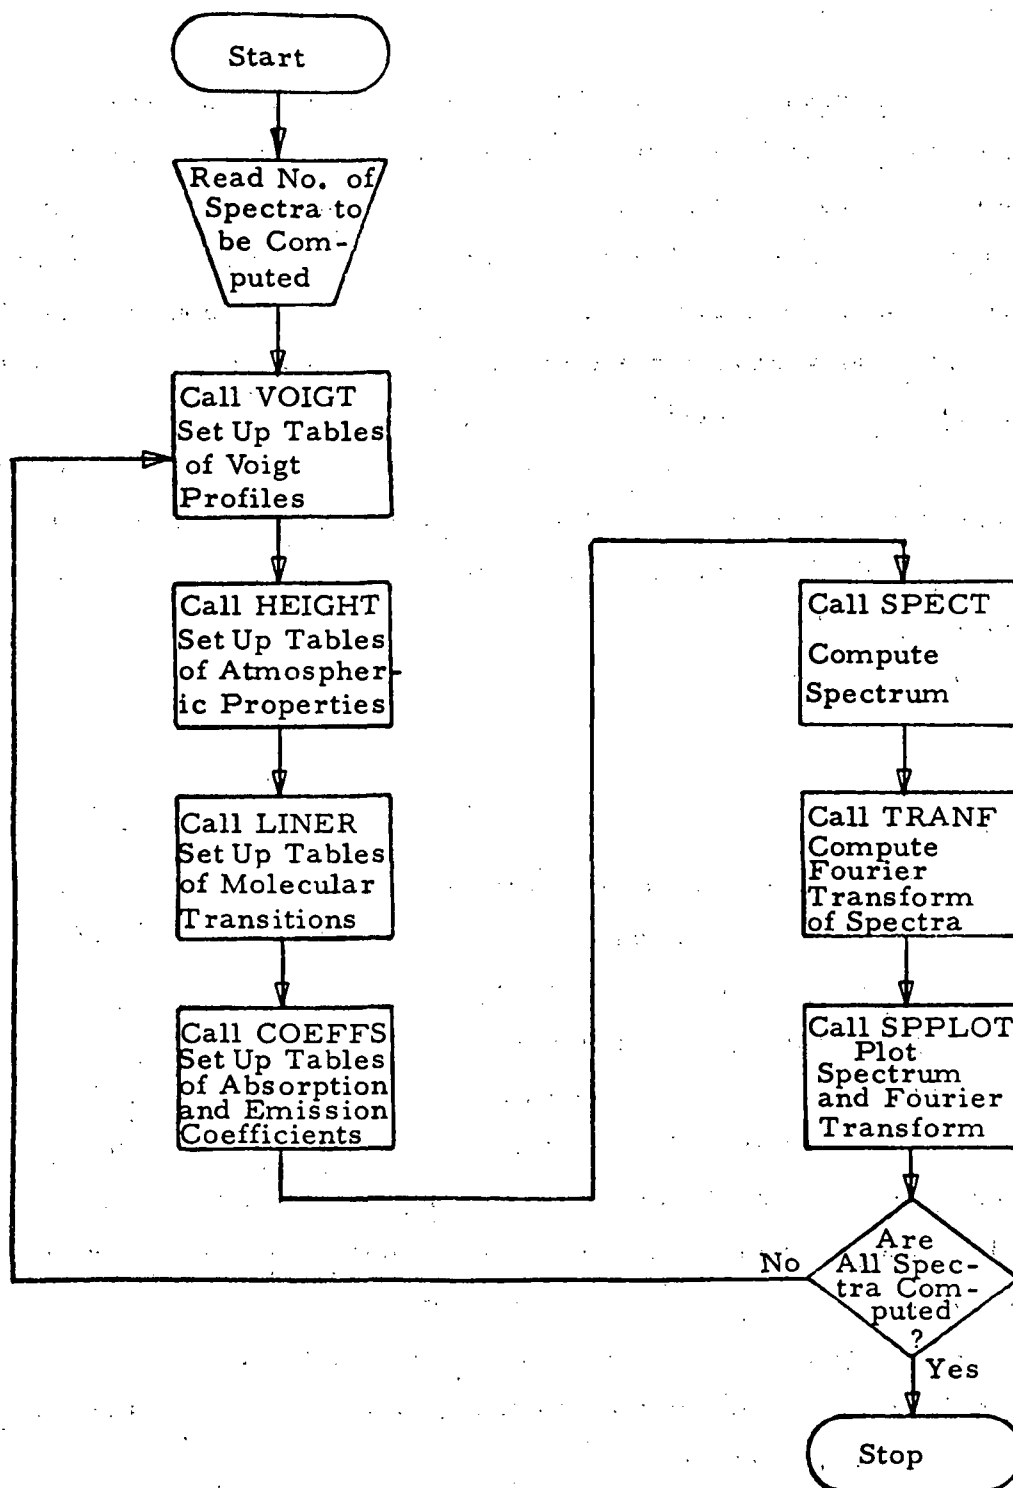 Start
Read No. of
Spectra to
be Com-
puted
Call VOIGT
Set Up Tables
of Voigt
Profiles
Call HEIGHT
Set Up Tables
of Atmospher-
ic Properties
Call LINER
Set Up Tables
of Molecular
Transitions
Call COEFFS
Set Up Tables
of Absorption
and Emission
Coefficients
Call SPECT
Compute
Spectrum
Call TRANF
Compute
Fourier
Transform
of Spectra
Call SPPLOT
Plot
Spectrum
and Fourier
Transform
Are
All Spec-
tra Com-
puted
?
No
Yes
Stop